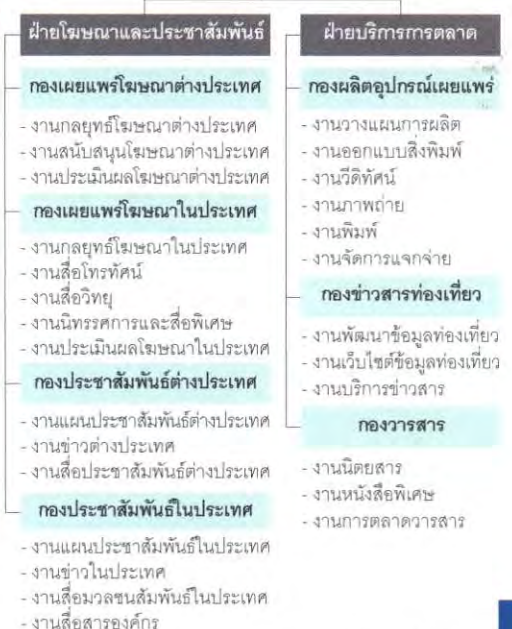 ฝ่ายโฆษณาและประชาสัมพันธ์
กองเผยแพร่โฆษณาต่างประเทศ
- งานกลยุทธ์โฆษณาต่างประเทศ
- งานสนับสนุนโฆษณาต่างประเทศ
- งานประเมินผลโฆษณาต่างประเทศ
กองเผยแพร่โฆษณาในประเทศ
- งานกลยุทธ์โฆษณาในประเทศ
- งานสื่อโทรทัศน์
- งานสื่อวิทยุ
- งานนิทรรศการและสื่อพิเศษ
- งานประเมินผลโฆษณาในประเทศ
กองประชาสัมพันธ์ต่างประเทศ
- งานแผนประชาสัมพันธ์ต่างประเทศ
- งานข่าวต่างประเทศ
- งานสื่อประชาสัมพันธ์ต่างประเทศ
กองประชาสัมพันธ์ในประเทศ
- งานแผนประชาสัมพันธ์ในประเทศ
- งานข่าวในประเทศ
- งานสื่อมวลชนสัมพันธ์ในประเทศ
- งานสื่อสารองค์กร
ฝ่ายบริการการตลาด
กองผลิตอุปกรณ์เผยแพร่
- งานวางแผนการผลิต
- งานออกแบบสิ่งพิมพ์
- งานวีดิทัศน์
- งานภาพถ่าย
- งานพิมพ์
- งานจัดการแจกจ่าย
กองข่าวสารท่องเที่ยว
- งานพัฒนาข้อมูลท่องเที่ยว
- งานเว็บไซต์ข้อมูลท่องเที่ยว
- งานบริการข่าวสาร
กองวารสาร
- งานนิตยสาร
- งานหนังสือพิเศษ
- งานการตลาดวารสาร